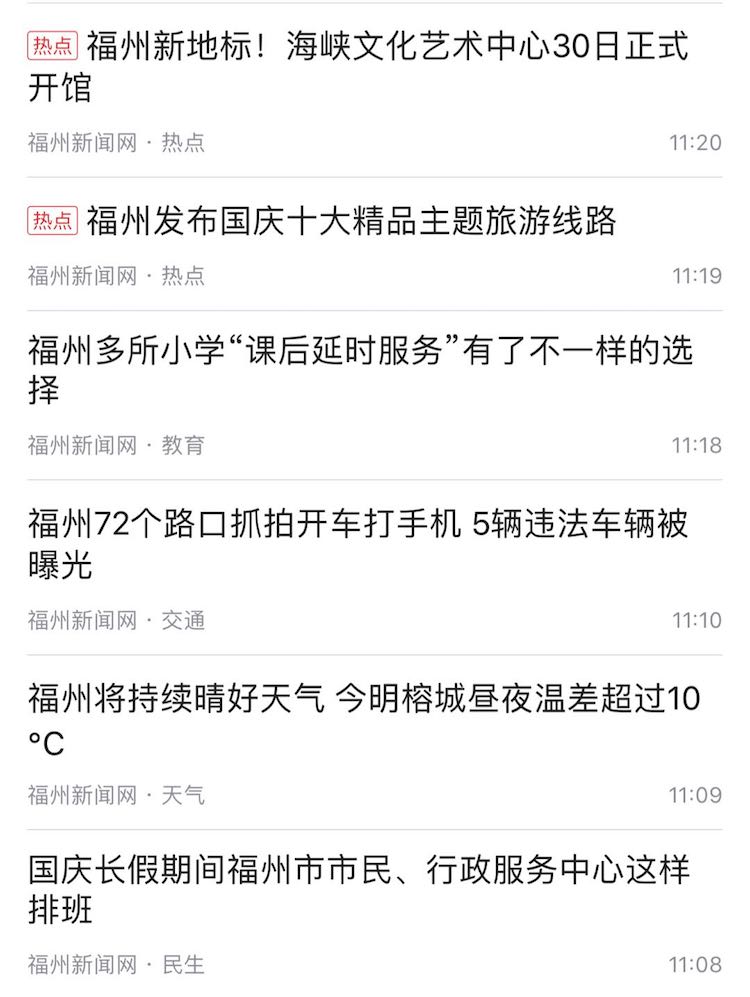 热点 福州新地标！海峡文化艺术中心30日正式
开馆
福州新闻网 · 热点 11:20
热点 福州发布国庆十大精品主题旅游线路
福州新闻网 · 热点 11:19
福州多所小学“课后延时服务”有了不一样的选
择
福州新闻网 · 教育 11:18
福州72个路口抓拍开车打手机 5辆违法车辆被
曝光
福州新闻网 · 交通 11:10
福州将持续晴好天气 今明榕城昼夜温差超过10
°C
福州新闻网 · 天气 11:09
国庆长假期间福州市市民、行政服务中心这样
排班
福州新闻网 · 民生 11:08